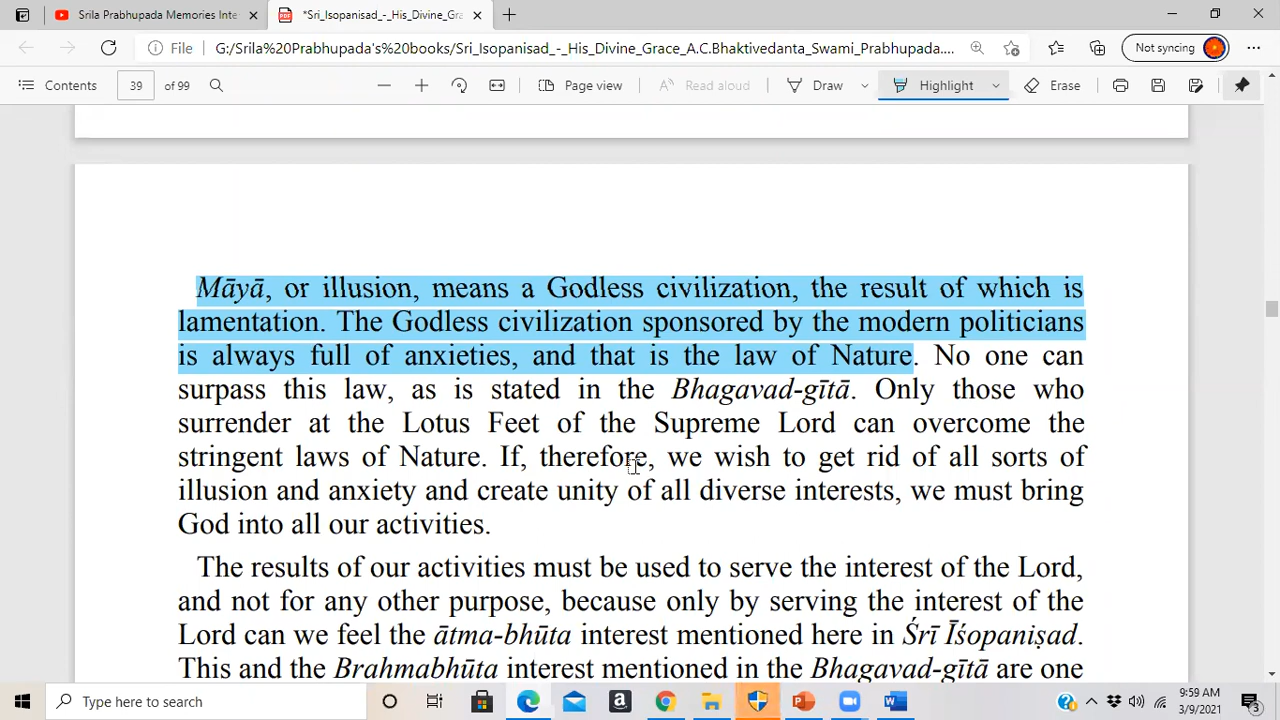 Srila Prabhupada Memories Inte
*Sri_Isopanisad_-_His_Divine_Gra
File
G:/Srila%20Prabhupada's%20books/Sri_Isopanisad_-_His_Divine_Grace_A.C.Bhaktivedanta_Swami_Prabhupada....
Not syncing
Contents
39
of 99
Page view
Read aloud
Draw
Highlight
Erase
Māyā, or illusion, means a Godless civilization, the result of which is
lamentation. The Godless civilization sponsored by the modern politicians
is always full of anxieties, and that is the law of Nature. No one can
surpass this law, as is stated in the Bhagavad-gītā. Only those who
surrender at the Lotus Feet of the Supreme Lord can overcome the
stringent laws of Nature. If, therefore, we wish to get rid of all sorts of
illusion and anxiety and create unity of all diverse interests, we must bring
God into all our activities.
The results of our activities must be used to serve the interest of the Lord,
and not for any other purpose, because only by serving the interest of the
Lord can we feel the ātma-bhūta interest mentioned here in Śrī Īśopaniṣad.
This and the Brahmabhūta interest mentioned in the Bhagavad-gītā are one
Type here to search
9:59 AM
3/9/2021
3